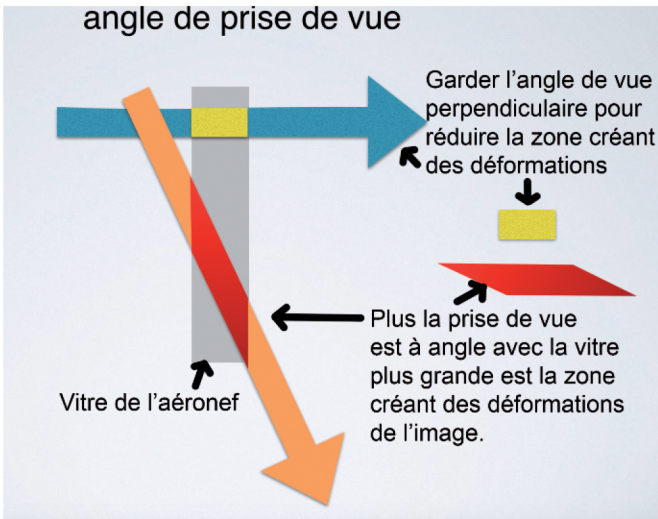 angle de prise de vue
Garder l'angle de vue
perpendiculaire pour
réduire la zone créant
des déformations
Plus la prise de vue
est à angle avec la vitre
plus grande est la zone
créant des déformations
de l'image.
Vitre de l'aéronef